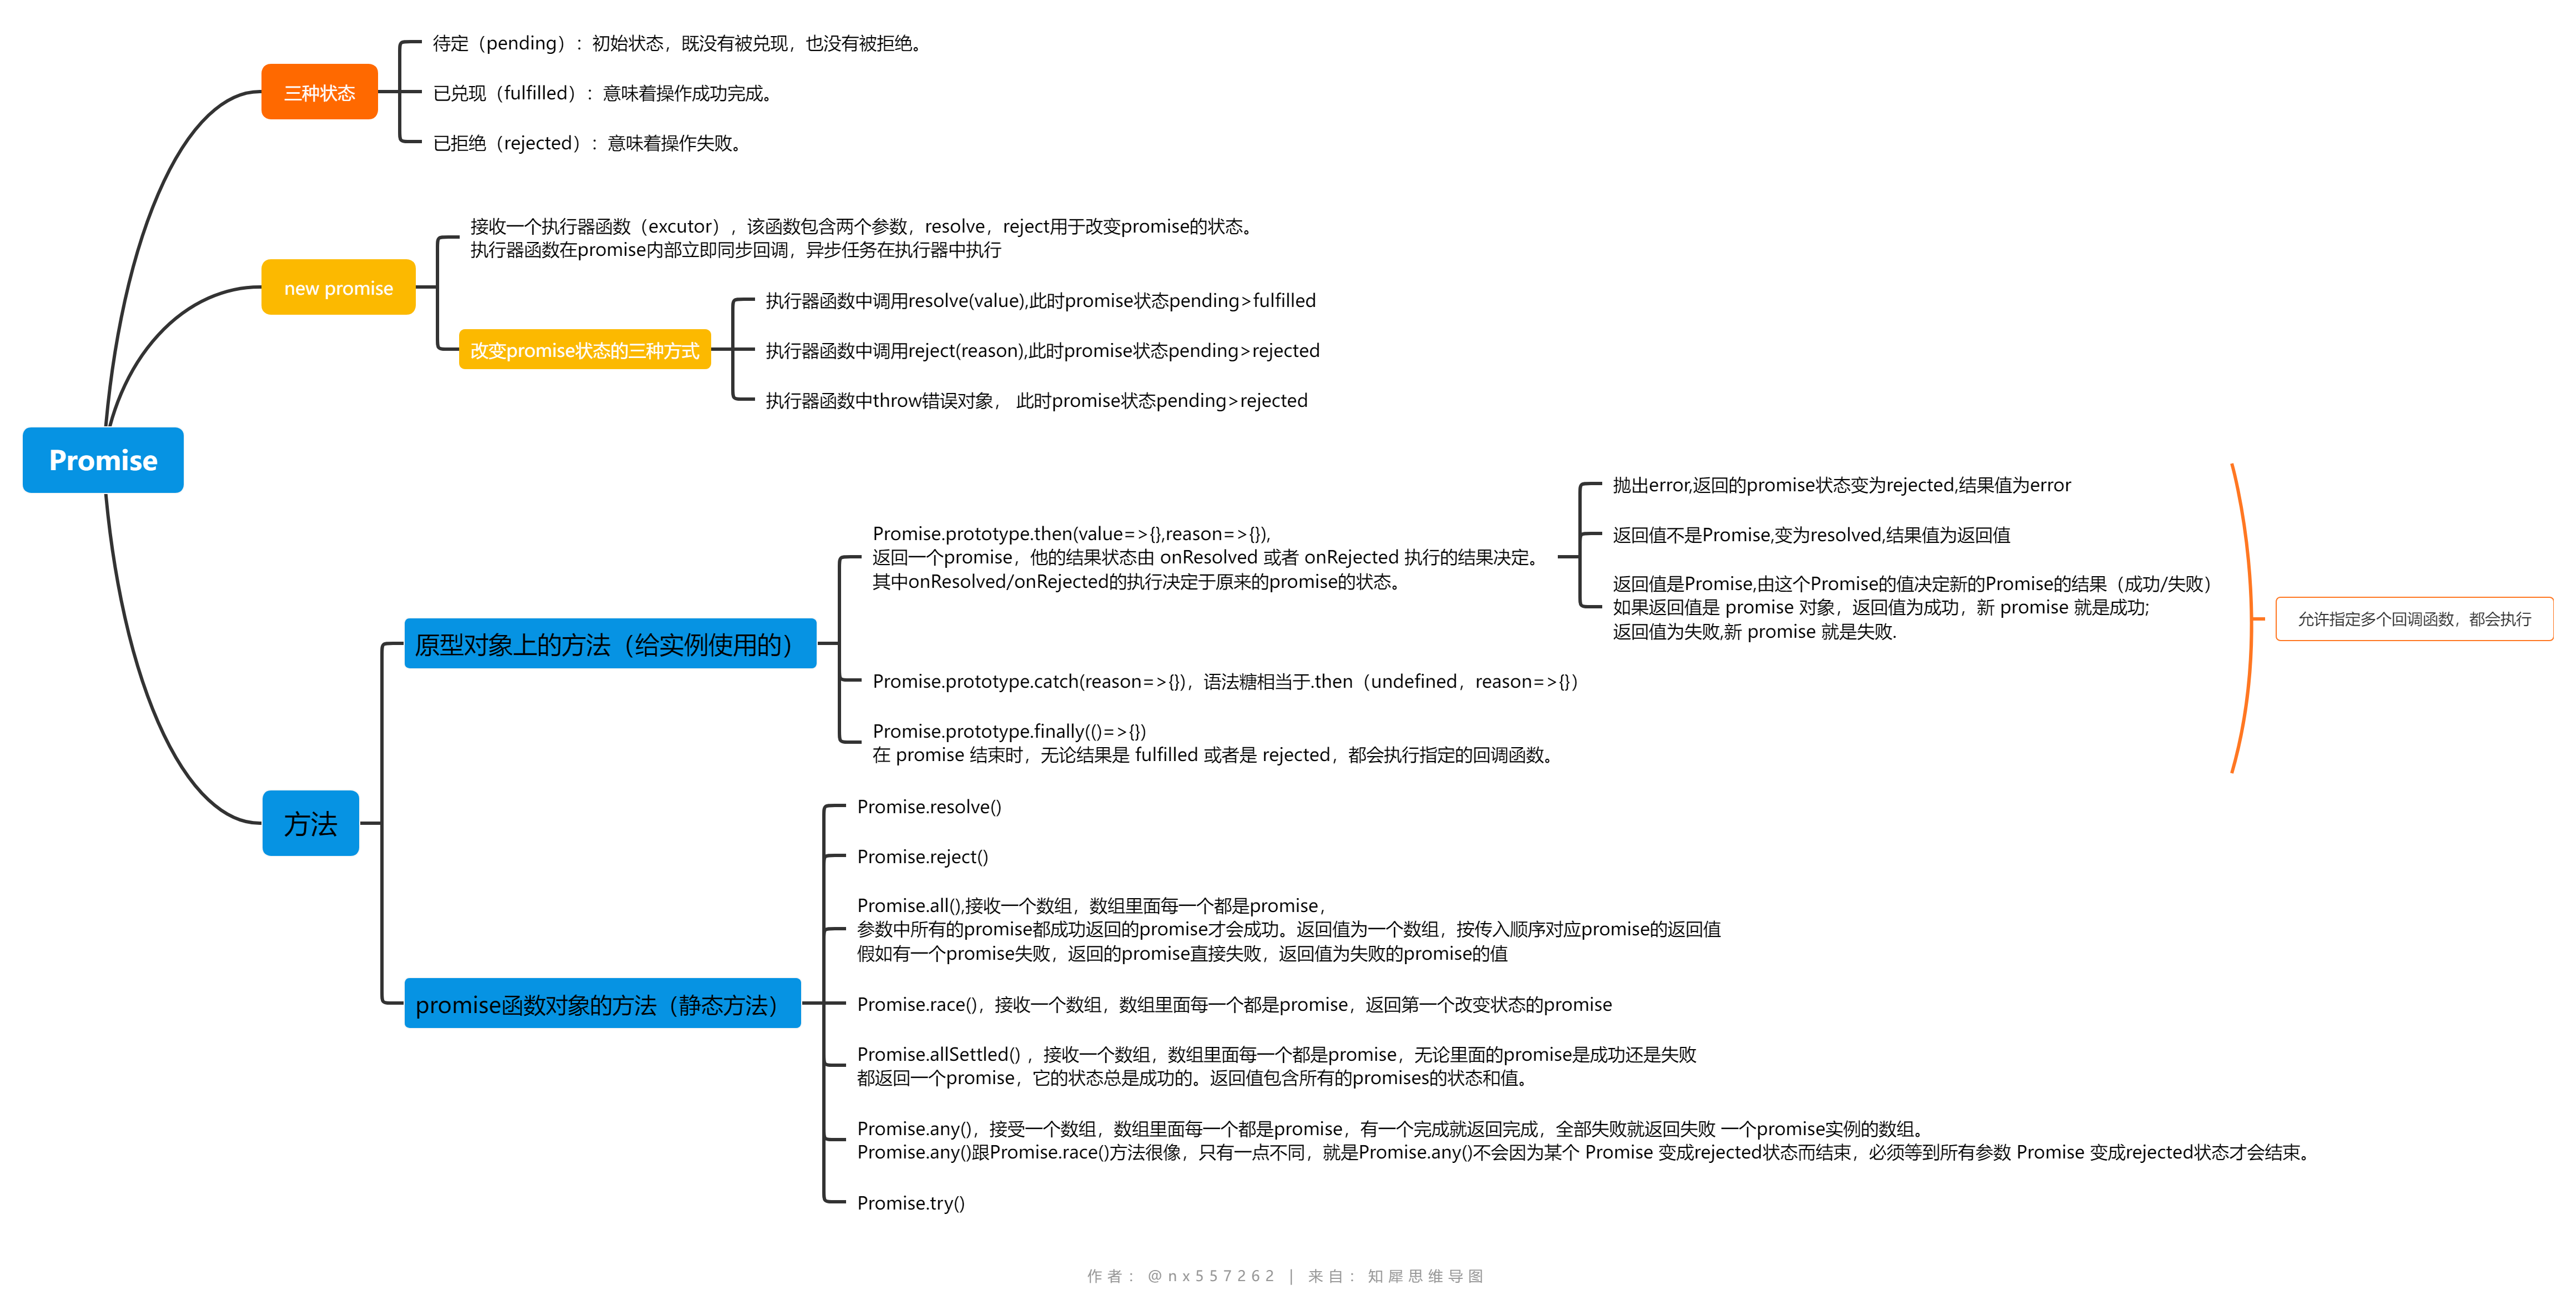 Promise
三种状态
待定（pending）：初始状态，既没有被兑现，也没有被拒绝。
已兑现（fulfilled）：意味着操作成功完成。
已拒绝（rejected）：意味着操作失败。
new promise
接收一个执行器函数（excutor），该函数包含两个参数，resolve，reject用于改变promise的状态。
执行器函数在promise内部立即同步回调，异步任务在执行器中执行
改变promise状态的三种方式
执行器函数中调用resolve(value),此时promise状态pending>fulfilled
执行器函数中调用reject(reason),此时promise状态pending>rejected
执行器函数中throw错误对象， 此时promise状态pending>rejected
方法
原型对象上的方法（给实例使用的）
Promise.prototype.then(value=>{},reason=>{}),
返回一个promise，他的结果状态由 onResolved 或者 onRejected 执行的结果决定。
其中onResolved/onRejected的执行决定于原来的promise的状态。
抛出error,返回的promise状态变为rejected,结果值为error
返回值不是Promise,变为resolved,结果值为返回值
返回值是Promise,由这个Promise的值决定新的Promise的结果（成功/失败）
如果返回值是 promise 对象，返回值为成功，新 promise 就是成功;
返回值为失败,新 promise 就是失败.
Promise.prototype.catch(reason=>{})，语法糖相当于.then（undefined，reason=>{}）
Promise.prototype.finally(()=>{})
在 promise 结束时，无论结果是 fulfilled 或者是 rejected，都会执行指定的回调函数。
允许指定多个回调函数，都会执行
promise函数对象的方法（静态方法）
Promise.resolve()
Promise.reject()
Promise.all(),接收一个数组，数组里面每一个都是promise，
参数中所有的promise都成功返回的promise才会成功。返回值为一个数组，按传入顺序对应promise的返回值
假如有一个promise失败，返回的promise直接失败，返回值为失败的promise的值
Promise.race()，接收一个数组，数组里面每一个都是promise，返回第一个改变状态的promise
Promise.allSettled() ，接收一个数组，数组里面每一个都是promise，无论里面的promise是成功还是失败
都返回一个promise，它的状态总是成功的。返回值包含所有的promises的状态和值。
Promise.any()，接受一个数组，数组里面每一个都是promise，有一个完成就返回完成，全部失败就返回失败 一个promise实例的数组。
Promise.any()跟Promise.race()方法很像，只有一点不同，就是Promise.any()不会因为某个 Promise 变成rejected状态而结束，必须等到所有参数 Promise 变成rejected状态才会结束。
Promise.try()
作者：@nx557262 | 来自：知犀思维导图